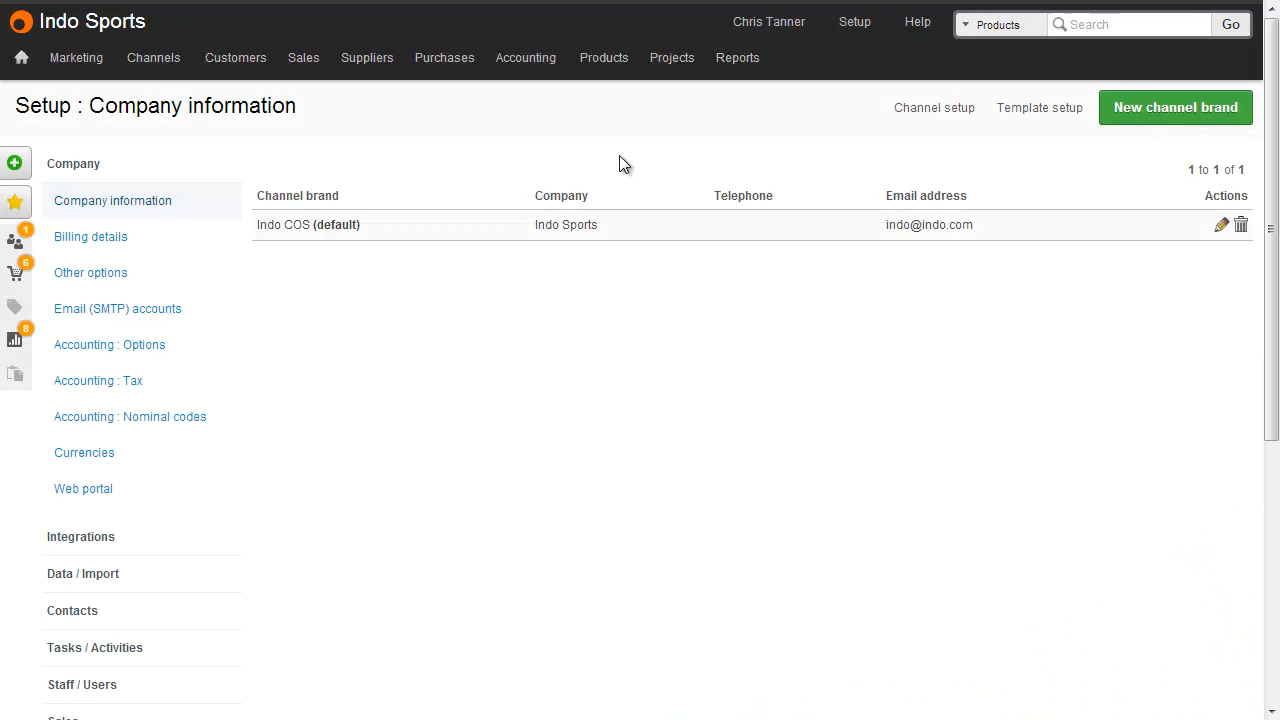 Indo Sports
Chris Tanner Setup Help Products Search Go
Marketing Channels Customers Sales Suppliers Purchases Accounting Products Projects Reports
Setup : Company information
Channel setup Template setup New channel brand
Company
1 to 1 of 1
Channel brand Company Telephone Email address Actions
Indo COS (default) Indo Sports indo@indo.com
Company information
Billing details
Other options
Email (SMTP) accounts
Accounting : Options
Accounting : Tax
Accounting : Nominal codes
Currencies
Web portal
Integrations
Data / Import
Contacts
Tasks / Activities
Staff / Users
Sales
1
6
8